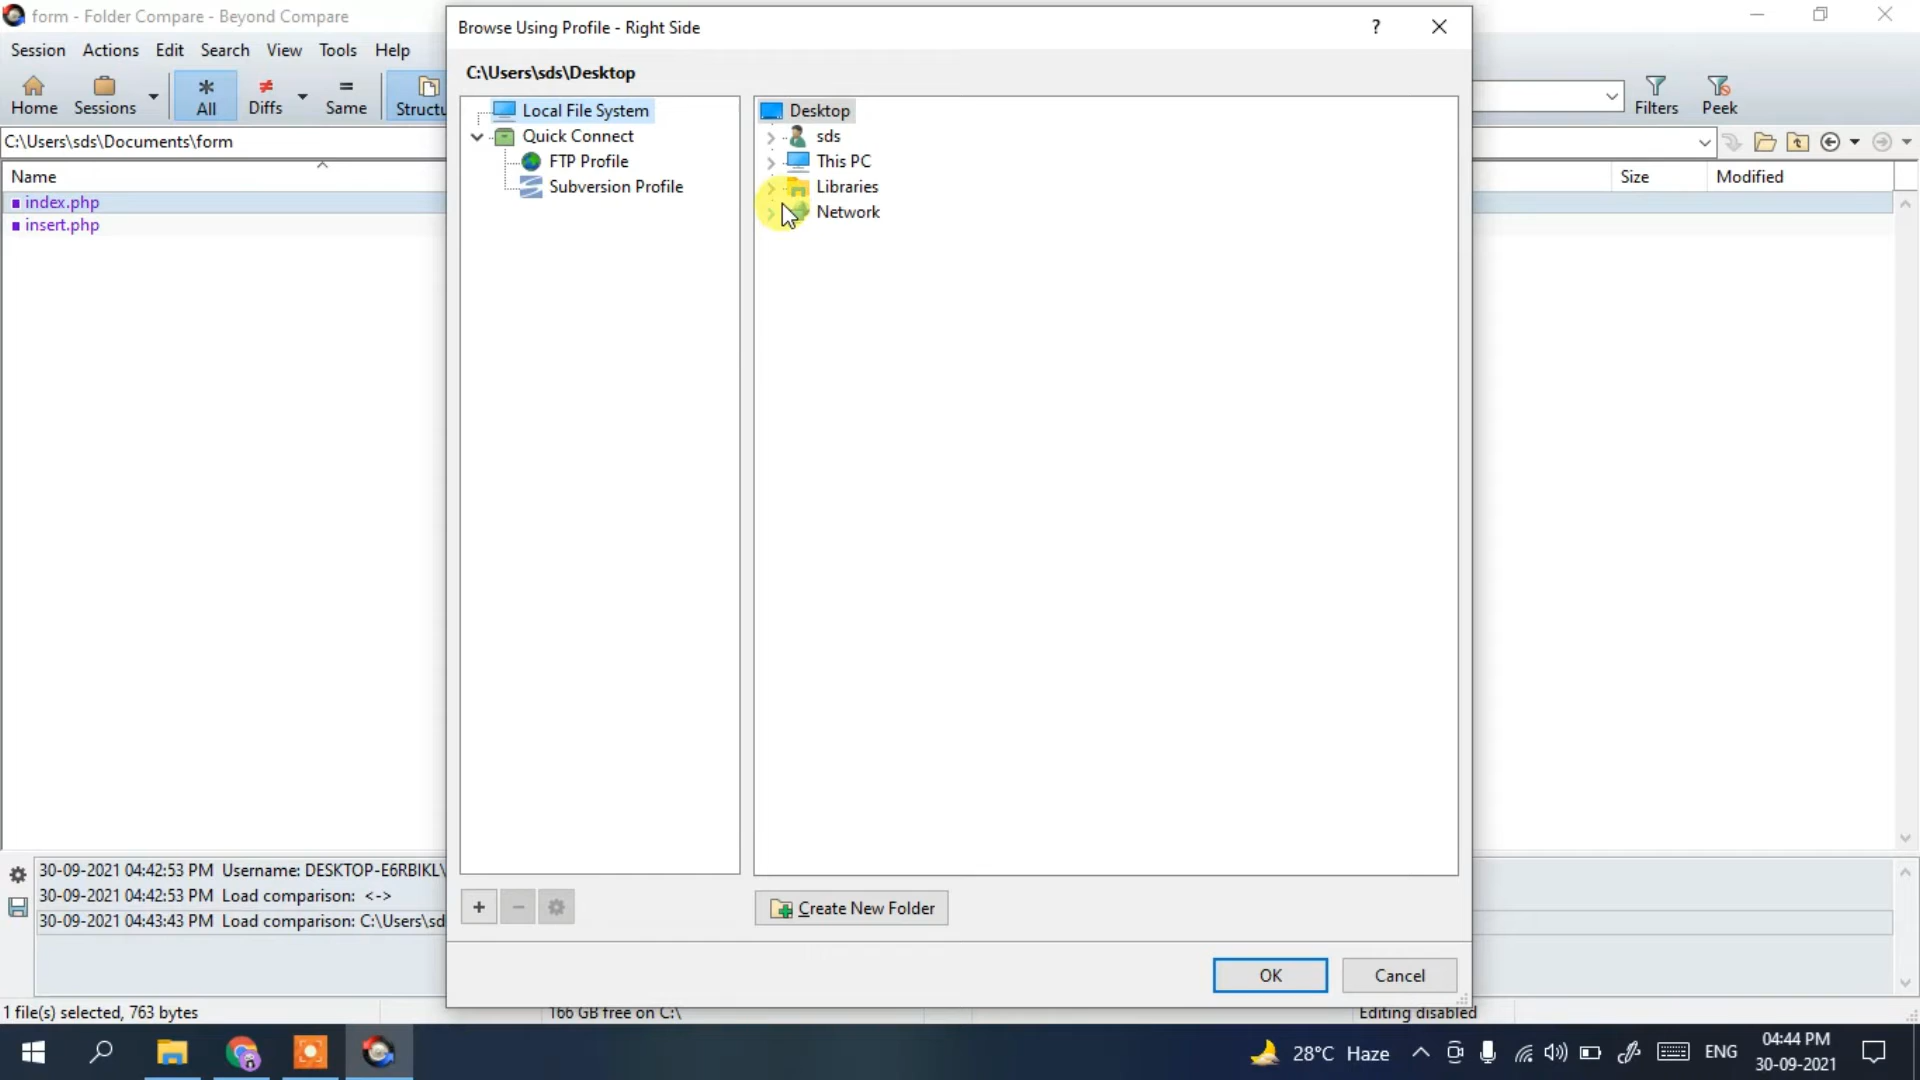 form - Folder Compare - Beyond Compare
Session Actions Edit Search View Tools Help
Home Sessions * All ≠ Diffs = Same Structu
Filters Peek
C:\Users\sds\Documents\form
Name
Size Modified
index.php
insert.php
Browse Using Profile - Right Side
?
C:\Users\sds\Desktop
Local File System
Quick Connect
FTP Profile
Subversion Profile
Desktop
sds
This PC
Libraries
Network
+ -
Create New Folder
OK Cancel
30-09-2021 04:42:53 PM Username: DESKTOP-E6RBIKL\
30-09-2021 04:42:53 PM Load comparison: <->
30-09-2021 04:43:43 PM Load comparison: C:\Users\sd
1 file(s) selected, 763 bytes
166 GB free on C:\
Editing disabled
28°C Haze
ENG
04:44 PM
30-09-2021